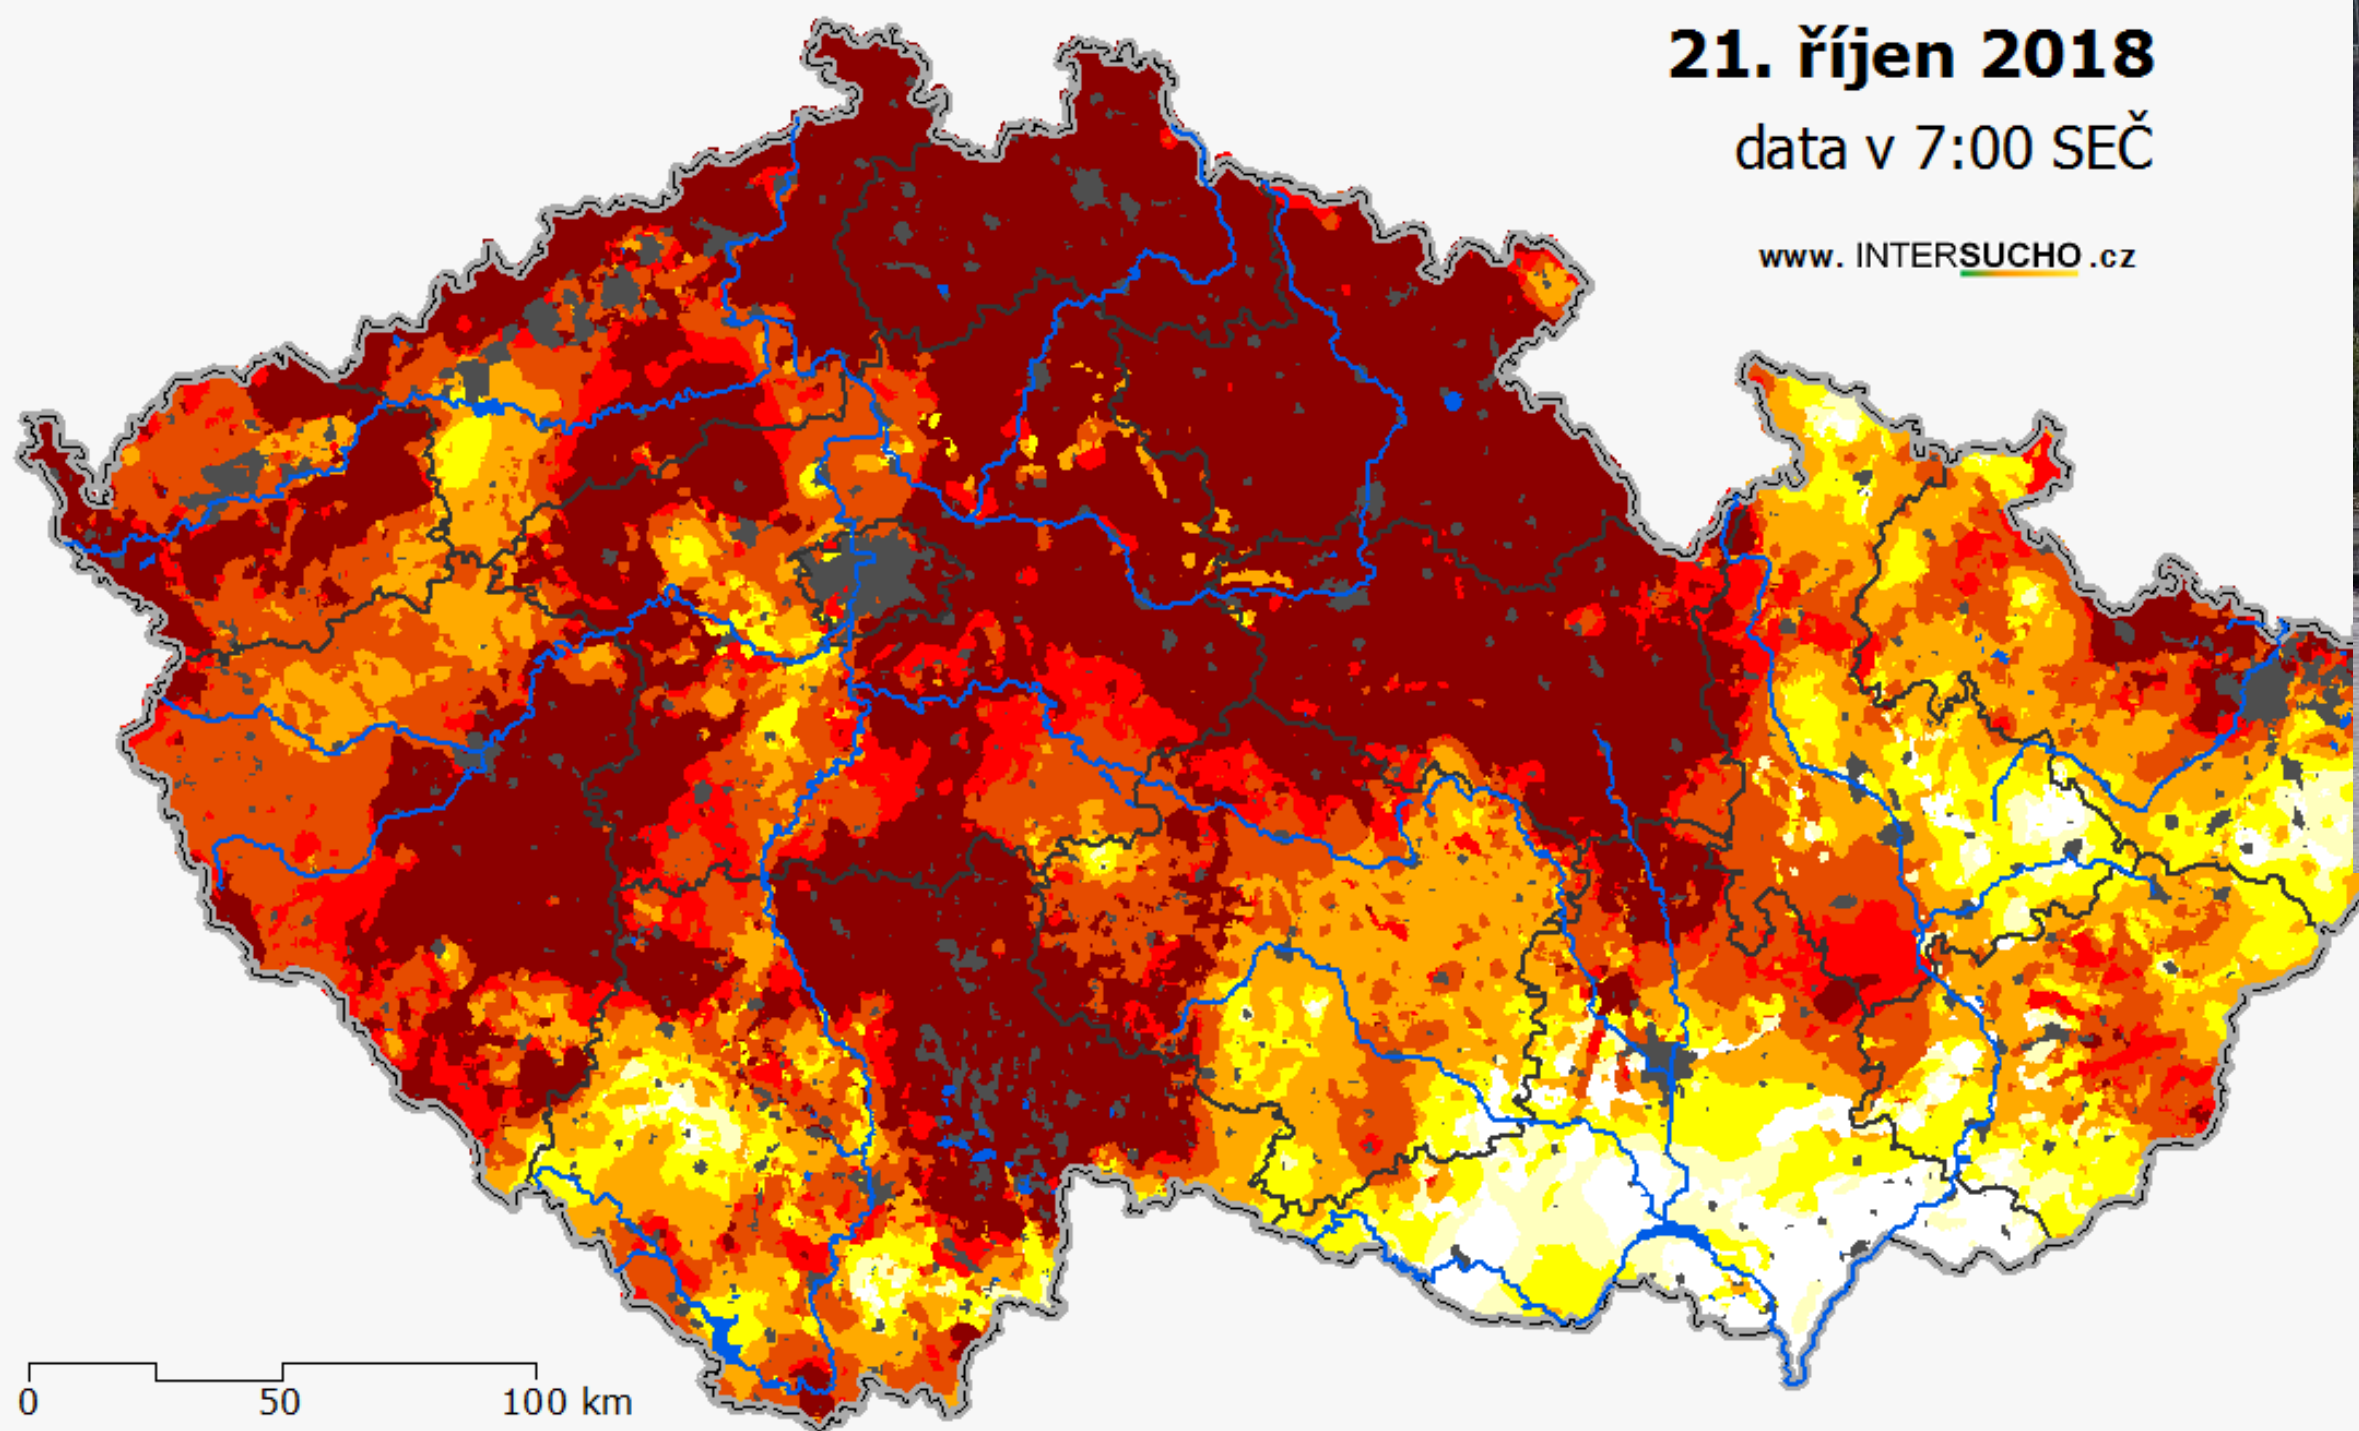 21. říjen 2018
data v 7:00 SEČ
www. INTERSUCHO .cz
0 50 100 km